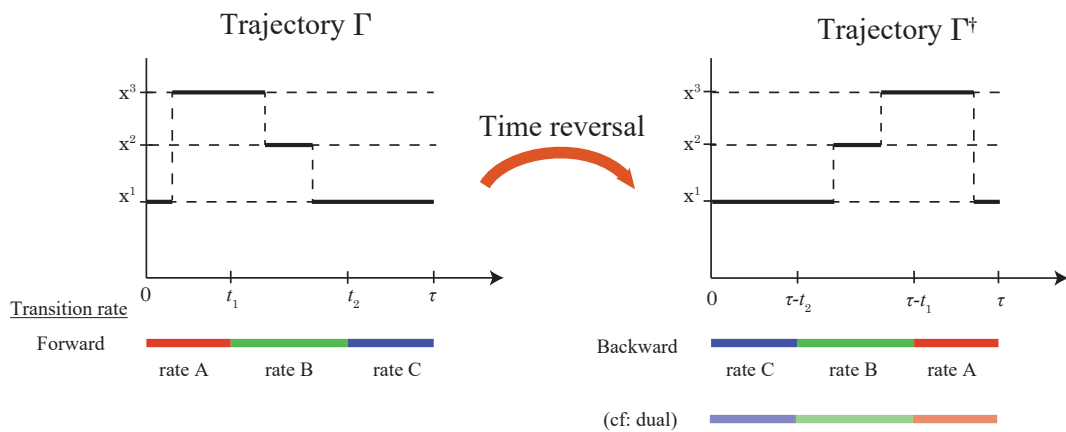 Trajectory Γ
Trajectory Γ†
x³
x²
x¹
Time reversal
x³
x²
x¹
0
t₁
t₂
τ
0
τ-t₂
τ-t₁
τ
Transition rate
Forward
rate A
rate B
rate C
Backward
rate C
rate B
rate A
(cf: dual)